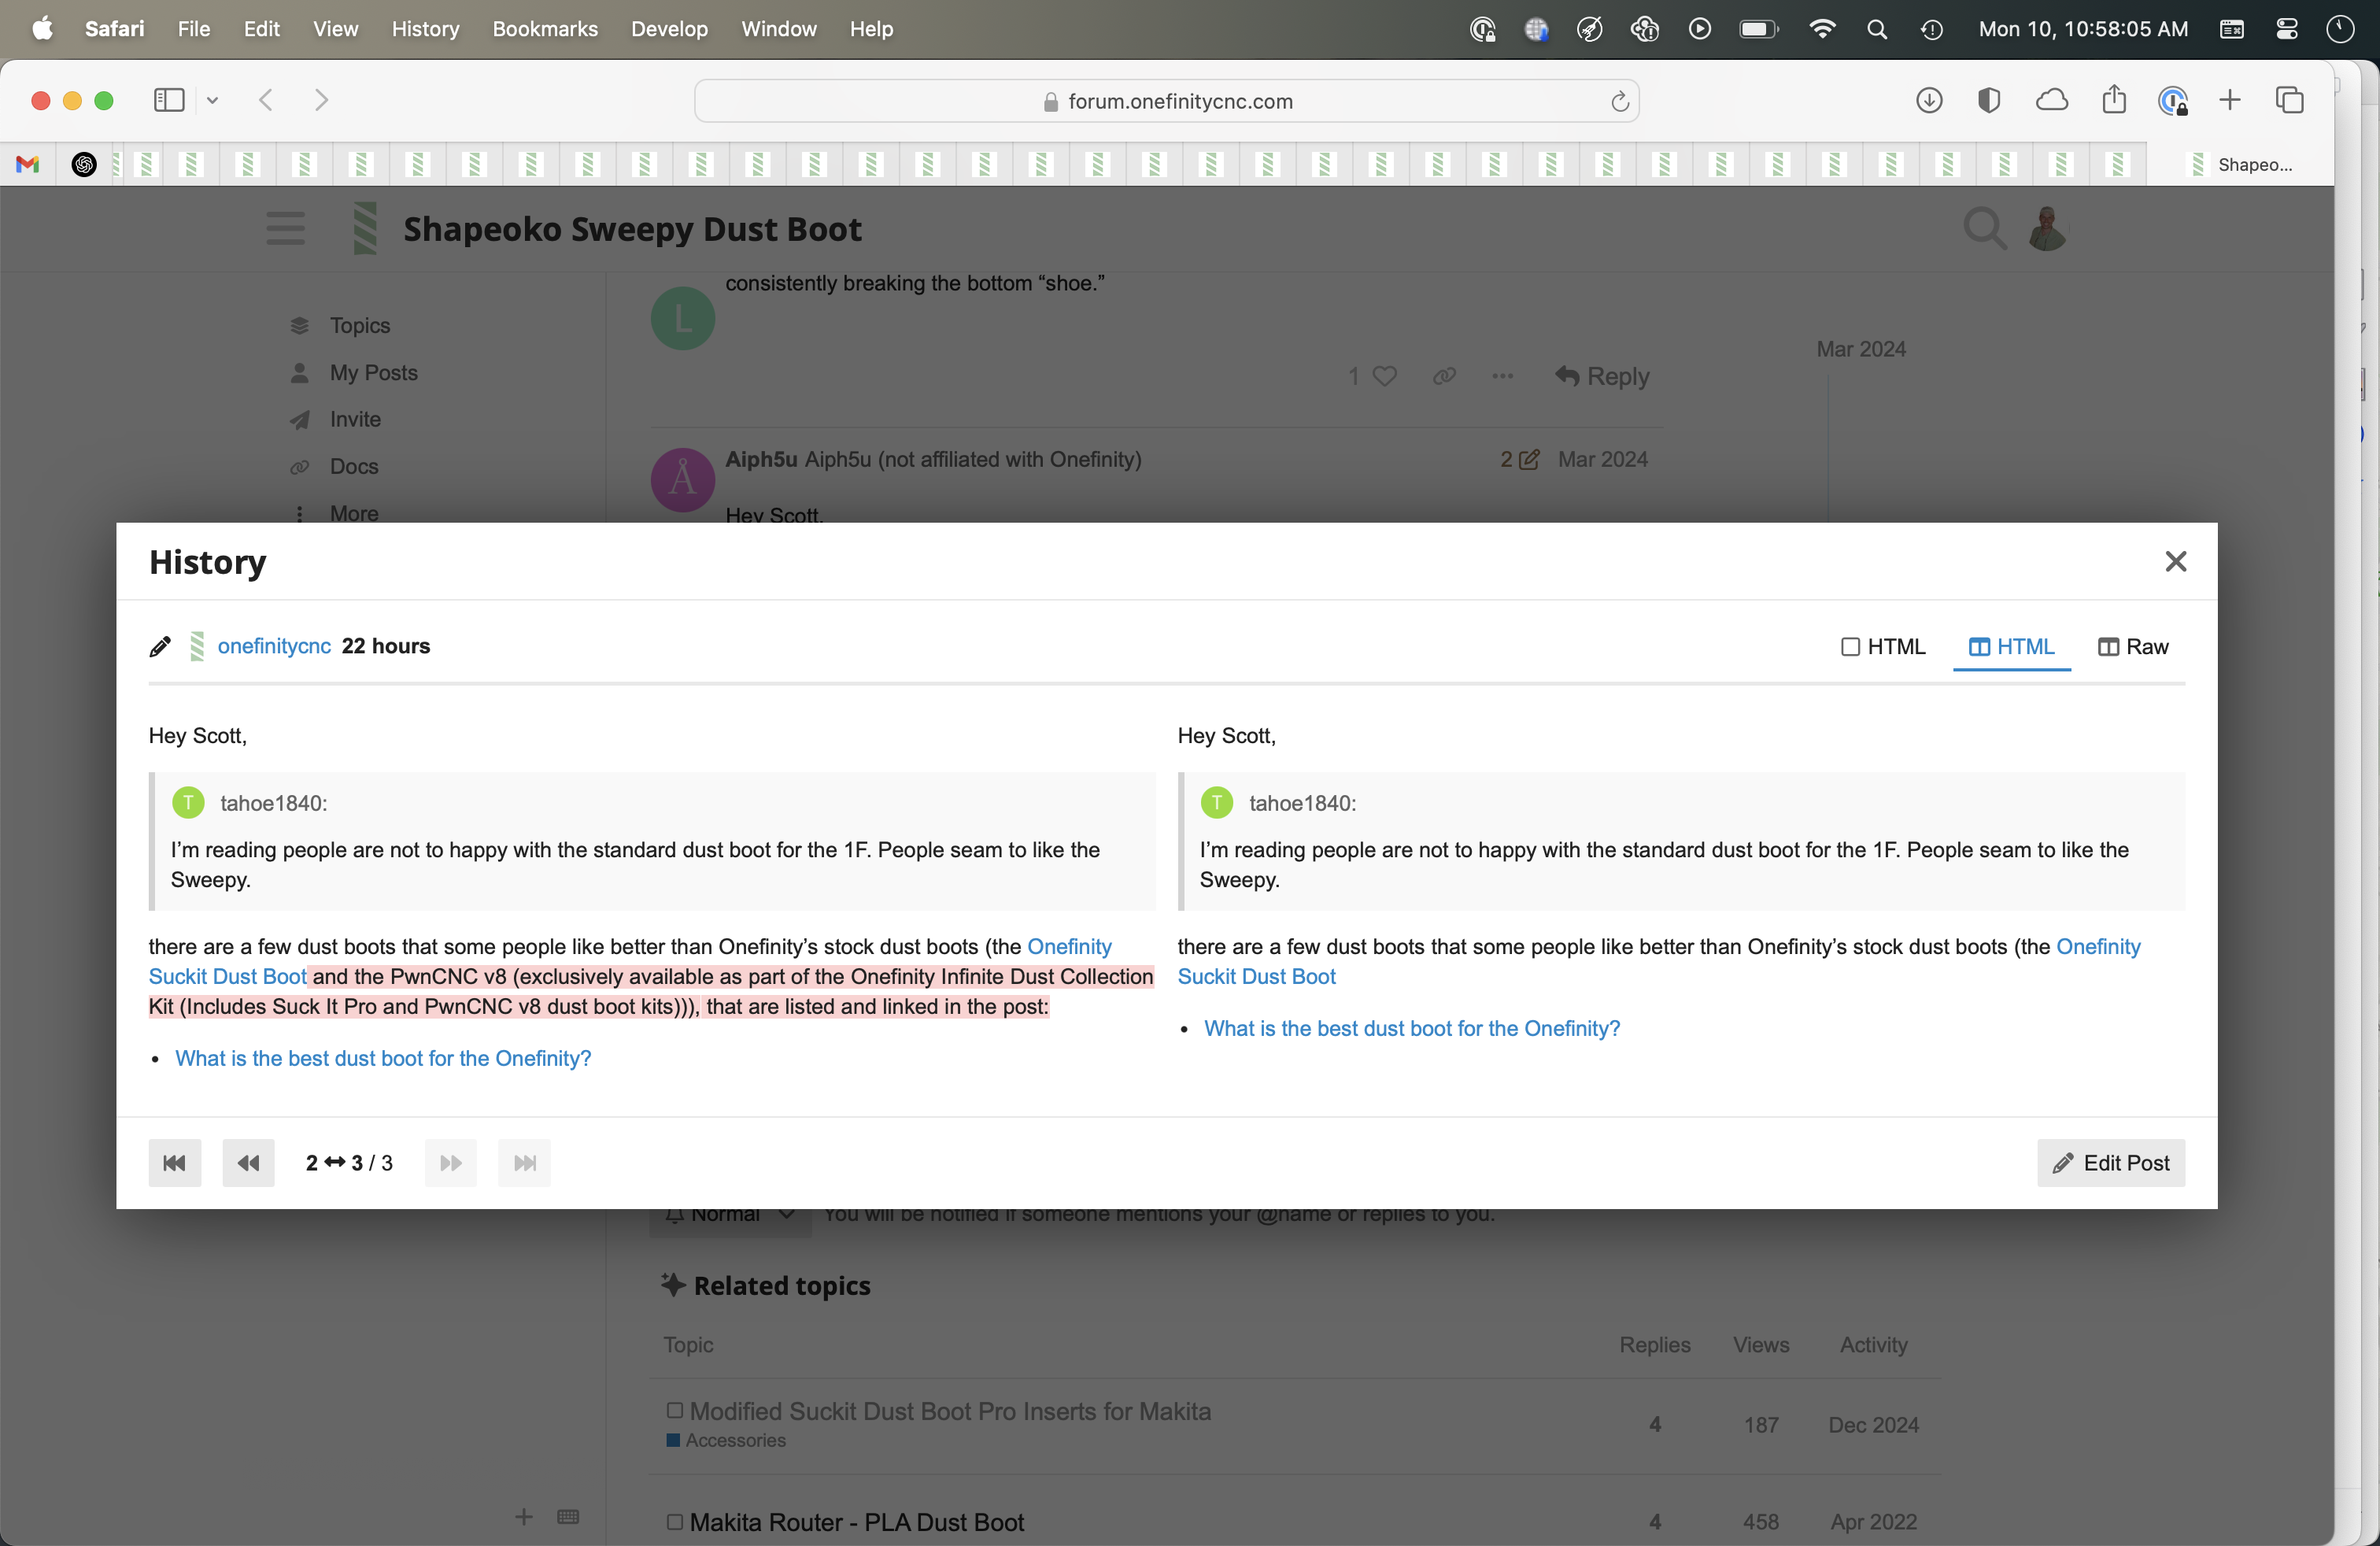 Safari File Edit View History Bookmarks Develop Window Help Mon 10, 10:58:05 AM
forum.onefinitycnc.com
Shapeo...
Shapeoko Sweepy Dust Boot
consistently breaking the bottom “shoe.”
L
Topics
My Posts
Invite
Docs
More
Mar 2024
1 Reply
Å
Aiph5u Aiph5u (not affiliated with Onefinity) 2 Mar 2024
Hey Scott,
History
onefinitycnc 22 hours
HTML HTML Raw
Hey Scott,
T tahoe1840:
I’m reading people are not to happy with the standard dust boot for the 1F. People seam to like the
Sweepy.
there are a few dust boots that some people like better than Onefinity’s stock dust boots (the Onefinity
Suckit Dust Boot and the PwnCNC v8 (exclusively available as part of the Onefinity Infinite Dust Collection
Kit (Includes Suck It Pro and PwnCNC v8 dust boot kits))), that are listed and linked in the post:
• What is the best dust boot for the Onefinity?
Hey Scott,
T tahoe1840:
I’m reading people are not to happy with the standard dust boot for the 1F. People seam to like the
Sweepy.
there are a few dust boots that some people like better than Onefinity’s stock dust boots (the Onefinity
Suckit Dust Boot
• What is the best dust boot for the Onefinity?
2 ↔ 3 / 3
Edit Post
Normal You will be notified if someone mentions your @name or replies to you.
Related topics
Topic Replies Views Activity
Modified Suckit Dust Boot Pro Inserts for Makita 4 187 Dec 2024
Accessories
Makita Router - PLA Dust Boot 4 458 Apr 2022